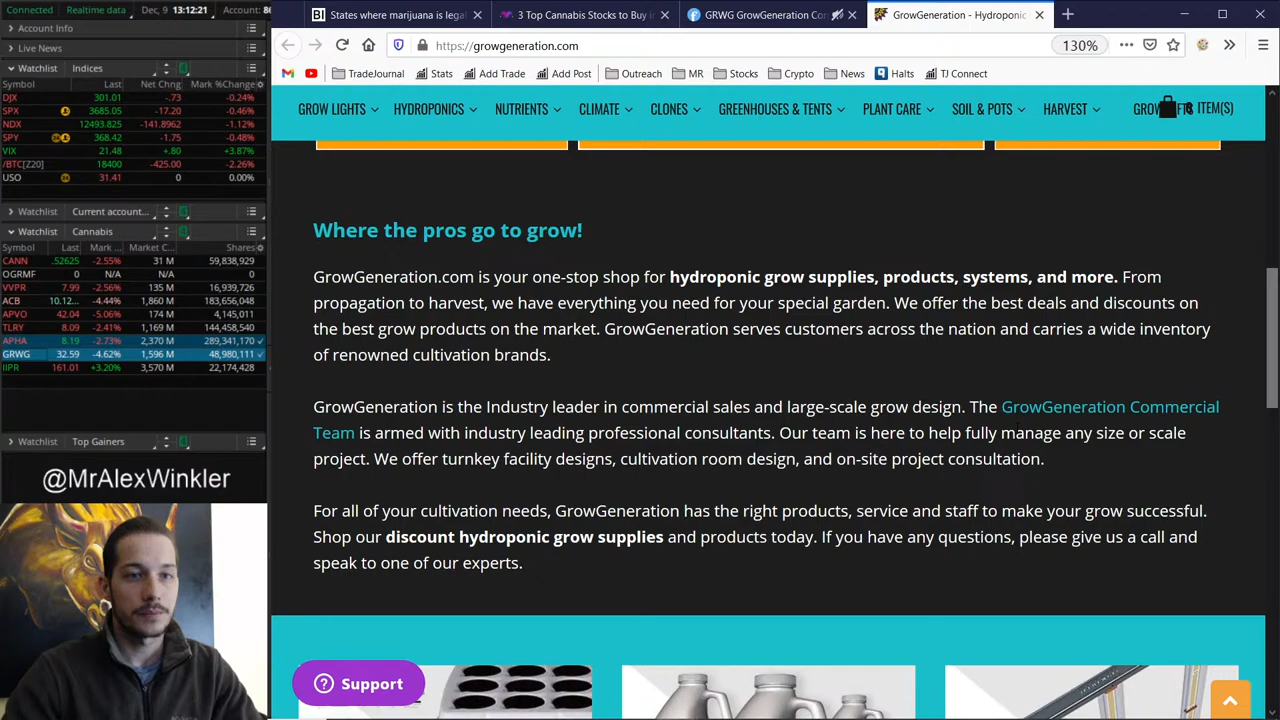 Connected Realtime data Dec, 9 13:12:21 Account: 86
Account Info
Live News
Watchlist Indices
Symbol Last Net Chng Mark %Change
DJX 301.01 -.73 -0.24%
SPX 3685.05 -17.20 -0.46%
NDX 12493.825 -141.8962 -1.12%
SPY 368.42 -1.75 -0.48%
VIX 21.48 +.80 +3.87%
/BTC[Z20] 18400 -425.00 -2.26%
USO 31.41 0 0.00%
Watchlist Current account...
Watchlist Cannabis
Symbol Last Mark ... Market C... Shares
CANN .52625 -2.55% 31 M 59,838,929
OGRMF 0 N/A N/A 0
VVPR 7.99 -2.56% 135 M 16,939,726
ACB 10.12... -4.44% 1,860 M 183,656,048
APVO 42.04 -5.06% 174 M 4,145,011
TLRY 8.09 -2.41% 1,169 M 144,458,540
APHA 8.19 -2.73% 2,370 M 289,341,170
GRWG 32.59 -4.62% 1,596 M 48,980,111
IIPR 161.01 +3.20% 3,570 M 22,174,428
Watchlist Top Gainers
@MrAlexWinkler
BI States where marijuana is legal
3 Top Cannabis Stocks to Buy in
GRWG GrowGeneration Co
GrowGeneration - Hydroponic
https://growgeneration.com 130%
TradeJournal Stats Add Trade Add Post Outreach MR Stocks Crypto News Halts TJ Connect
GROW LIGHTS HYDROPONICS NUTRIENTS CLIMATE CLONES GREENHOUSES & TENTS PLANT CARE SOIL & POTS HARVEST ITEM(S)
Where the pros go to grow!
GrowGeneration.com is your one-stop shop for hydroponic grow supplies, products, systems, and more. From
propagation to harvest, we have everything you need for your special garden. We offer the best deals and discounts on
the best grow products on the market. GrowGeneration serves customers across the nation and carries a wide inventory
of renowned cultivation brands.
GrowGeneration is the Industry leader in commercial sales and large-scale grow design. The GrowGeneration Commercial
Team is armed with industry leading professional consultants. Our team is here to help fully manage any size or scale
project. We offer turnkey facility designs, cultivation room design, and on-site project consultation.
For all of your cultivation needs, GrowGeneration has the right products, service and staff to make your grow successful.
Shop our discount hydroponic grow supplies and products today. If you have any questions, please give us a call and
speak to one of our experts.
Support